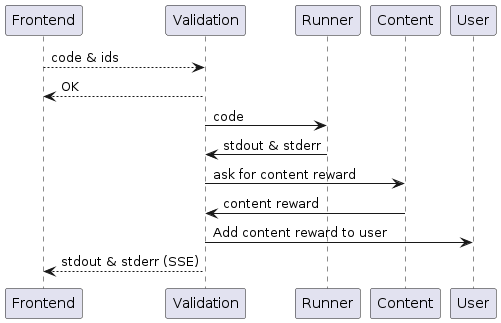 Frontend Validation Runner Content User
code & ids
OK
code
stdout & stderr
ask for content reward
content reward
Add content reward to user
stdout & stderr (SSE)
Frontend Validation Runner Content User